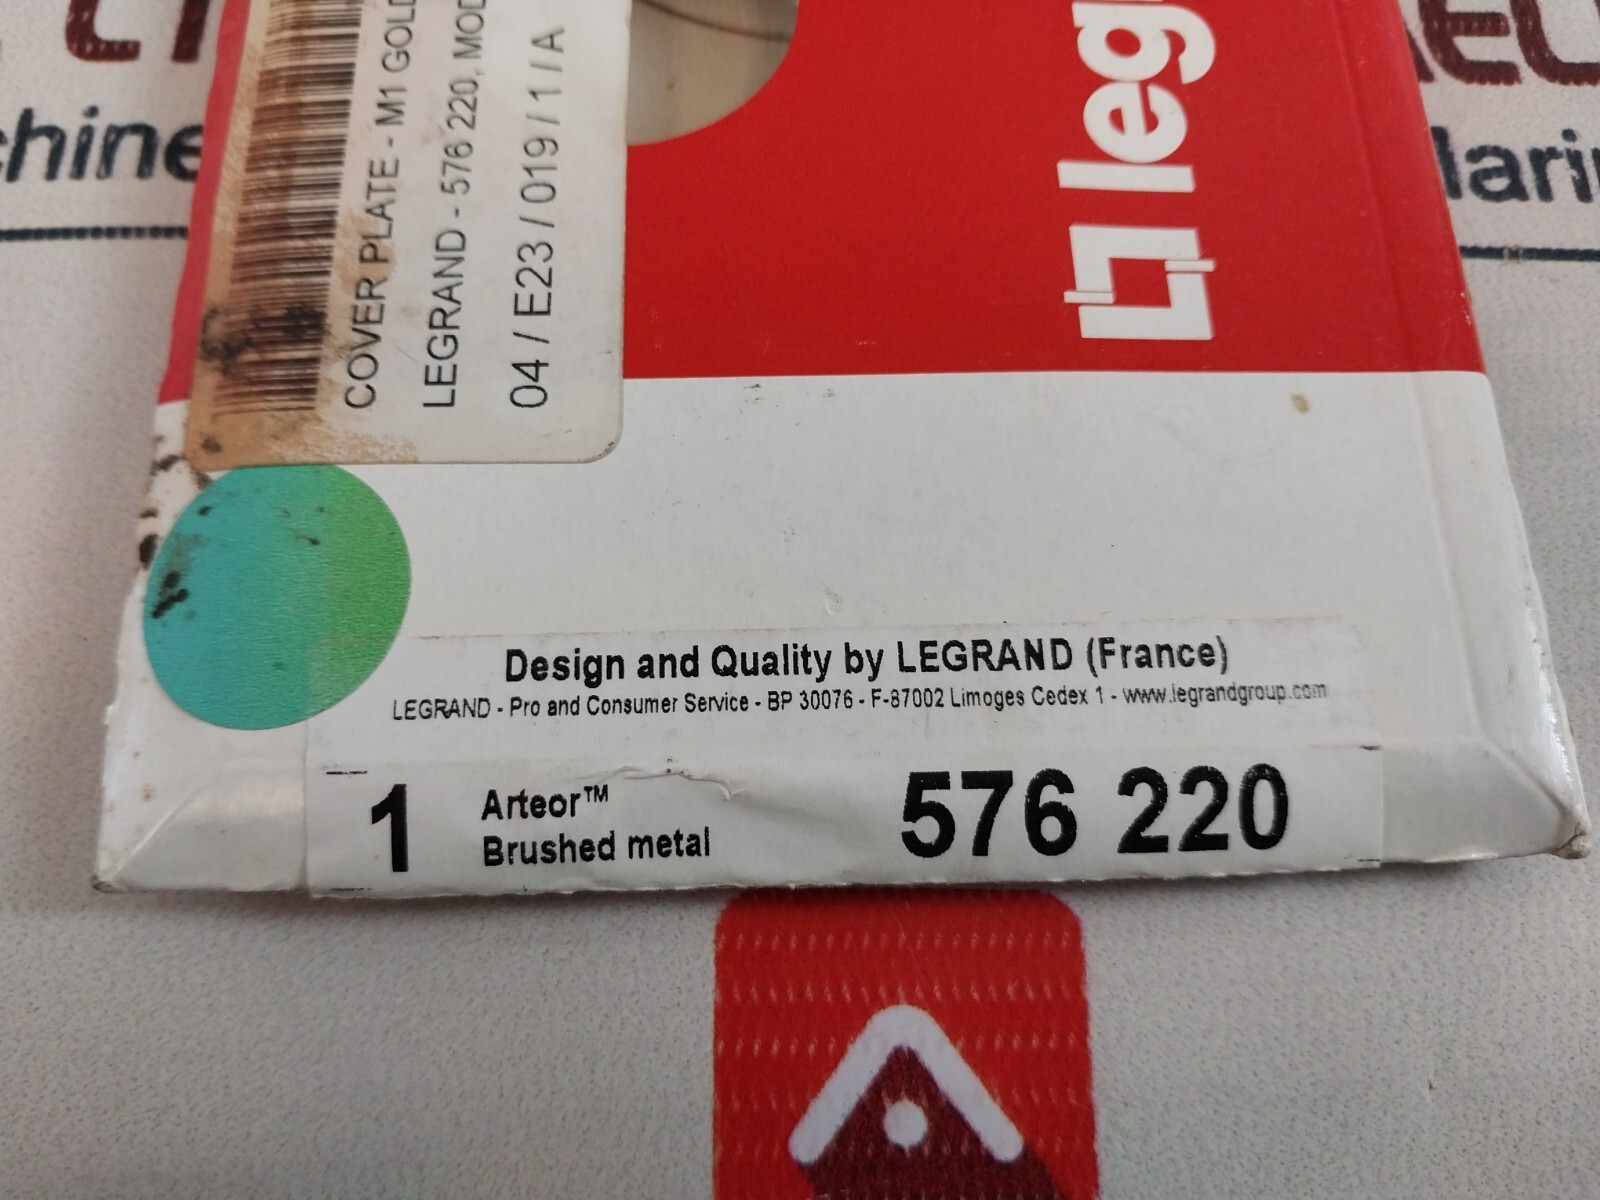 COVER PLATE - M1 GOLD
LEGRAND - 576 220, MOD
04 / E23 / 019 / 1 / A
leg
Design and Quality by LEGRAND (France)
LEGRAND - Pro and Consumer Service - BP 30076 - F-87002 Limoges Cedex 1 - www.legrandgroup.com
1 Arteor™ 576 220
Brushed metal